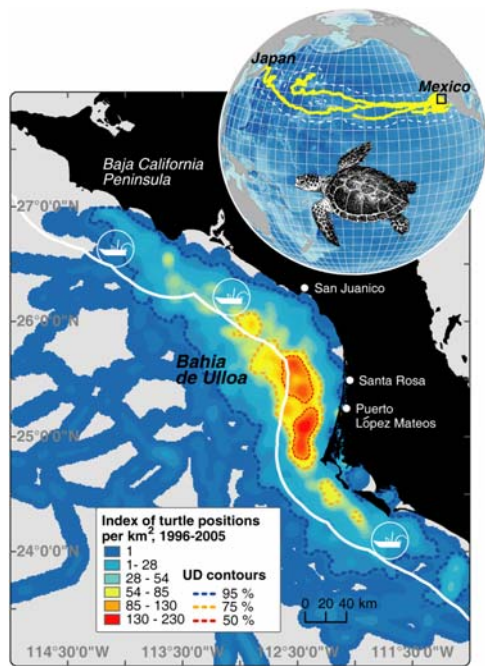 Japan
Mexico
Baja California
Peninsula
27°0'0"N
San Juanico
26°0'0"N
Bahia
de Ulloa
Santa Rosa
Puerto
López Mateos
25°0'0"N
Index of turtle positions
per km², 1996-2005
1
1- 28
28 - 54
54 - 85
85 - 130
130 - 230
UD contours
95 %
75 %
50 %
24°0'0"N
0 20 40 km
114°30'0"W
113°30'0"W
112°30'0"W
111°30'0"W